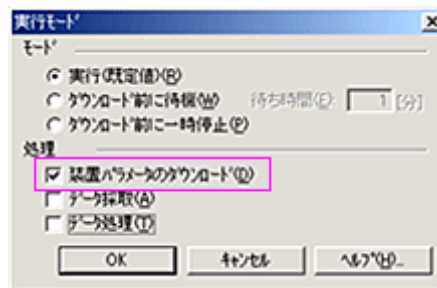 実行モード
モード
実行(既定値)(R)
ダウンロード前に待機(W) 待ち時間(E): 1 [分]
ダウンロード前に一時停止(P)
処理
装置パラメータのダウンロード(D)
データ採取(A)
データ処理(T)
OK キャンセル ヘルプ(H)...